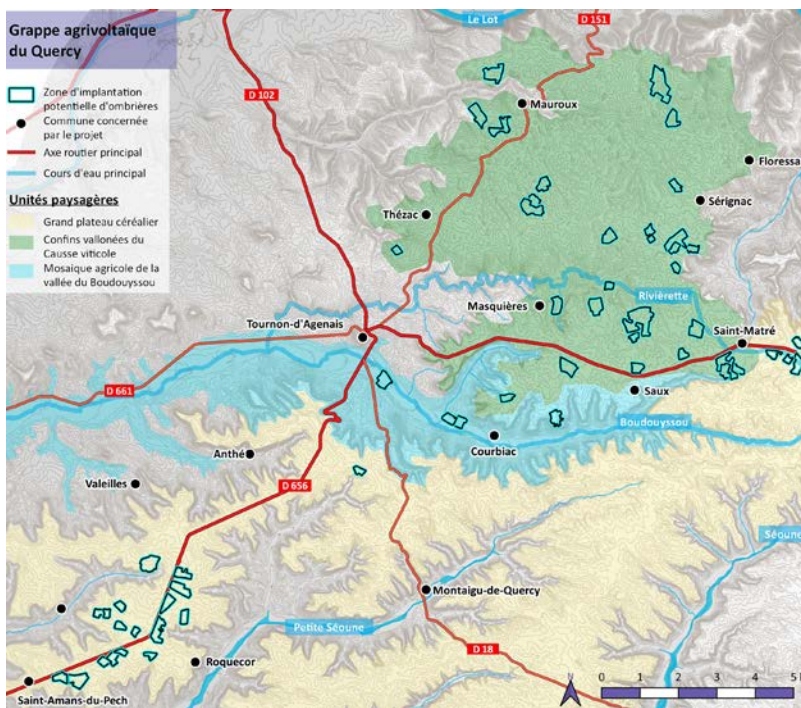 Grappe agrivoltaïque
du Quercy
Zone d'implantation
potentielle d'ombrières
Commune concernée
par le projet
Axe routier principal
Cours d'eau principal
Unités paysagères
Grand plateau céréalier
Confins vallonées du
Causse viticole
Mosaique agricole de la
vallée du Boudouyssou
Le Lot
D 151
D 102
Mauroux
Floressa
Thézac
Sérignac
Rivièrette
Masquières
Tournon-d'Agenais
Saint-Matré
D 661
Saux
Boudouyssou
Anthé
Courbiac
Valeilles
D 656
Séoune
Montaigu-de-Quercy
Petite Séoune
D 18
Roquecor
Saint-Amans-du-Pech
N
0 1 2 3 4 5